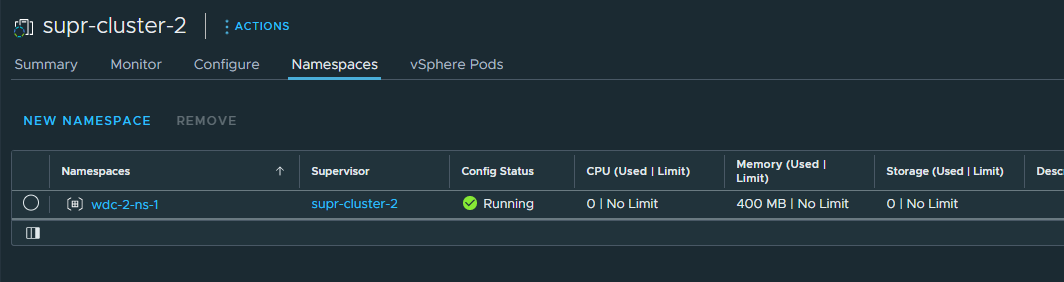 supr-cluster-2 ACTIONS
Summary Monitor Configure Namespaces vSphere Pods
NEW NAMESPACE REMOVE
Namespaces Supervisor Config Status CPU (Used | Limit) Memory (Used | Limit) Storage (Used | Limit) Desc
wdc-2-ns-1 supr-cluster-2 Running 0 | No Limit 400 MB | No Limit 0 | No Limit